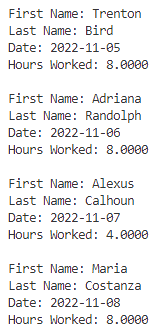 First Name: Trenton
Last Name: Bird
Date: 2022-11-05
Hours Worked: 8.0000

First Name: Adriana
Last Name: Randolph
Date: 2022-11-06
Hours Worked: 8.0000

First Name: Alexus
Last Name: Calhoun
Date: 2022-11-07
Hours Worked: 4.0000

First Name: Maria
Last Name: Costanza
Date: 2022-11-08
Hours Worked: 8.0000